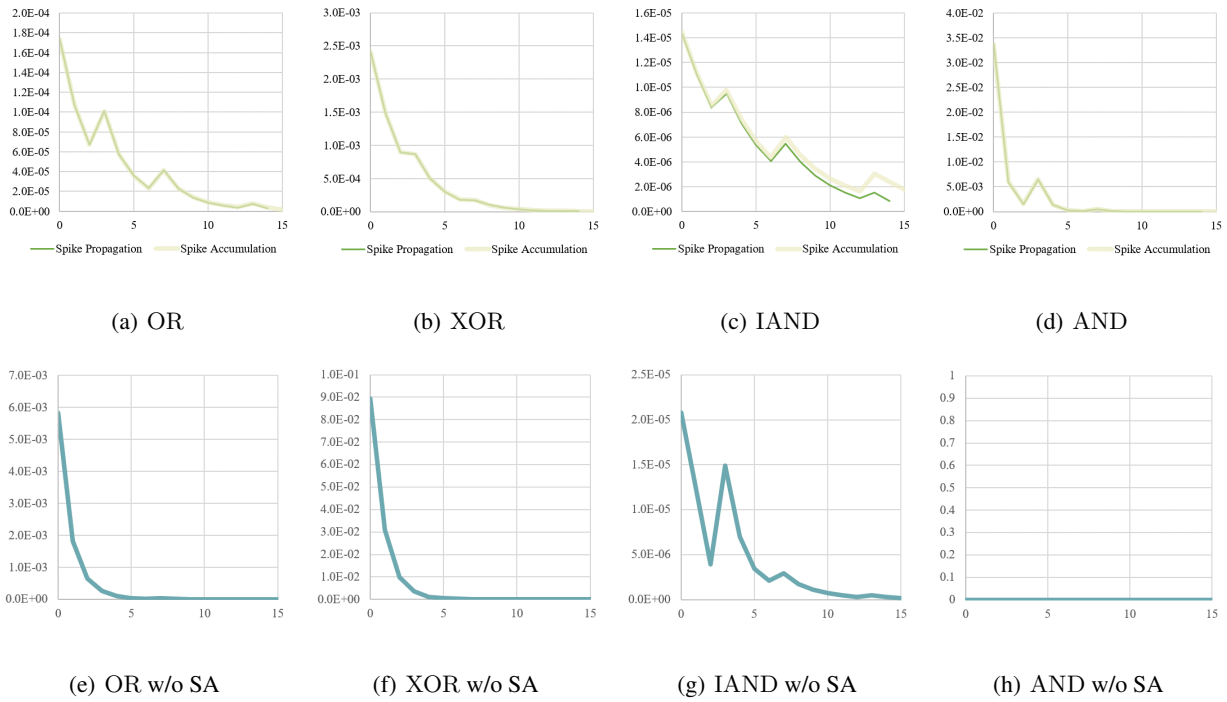 2.0E-04
1.8E-04
1.6E-04
1.4E-04
1.2E-04
1.0E-04
8.0E-05
6.0E-05
4.0E-05
2.0E-05
0.0E+00
0 5 10 15
Spike Propagation Spike Accumulation
(a) OR
3.0E-03
2.5E-03
2.0E-03
1.5E-03
1.0E-03
5.0E-04
0.0E+00
0 5 10 15
Spike Propagation Spike Accumulation
(b) XOR
1.6E-05
1.4E-05
1.2E-05
1.0E-05
8.0E-06
6.0E-06
4.0E-06
2.0E-06
0.0E+00
0 5 10 15
Spike Propagation Spike Accumulation
(c) IAND
4.0E-02
3.5E-02
3.0E-02
2.5E-02
2.0E-02
1.5E-02
1.0E-02
5.0E-03
0.0E+00
0 5 10 15
Spike Propagation Spike Accumulation
(d) AND
7.0E-03
6.0E-03
5.0E-03
4.0E-03
3.0E-03
2.0E-03
1.0E-03
0.0E+00
0 5 10 15
(e) OR w/o SA
1.0E-01
9.0E-02
8.0E-02
7.0E-02
6.0E-02
5.0E-02
4.0E-02
3.0E-02
2.0E-02
1.0E-02
0.0E+00
0 5 10 15
(f) XOR w/o SA
2.5E-05
2.0E-05
1.5E-05
1.0E-05
5.0E-06
0.0E+00
0 5 10 15
(g) IAND w/o SA
1
0.9
0.8
0.7
0.6
0.5
0.4
0.3
0.2
0.1
0
0 5 10 15
(h) AND w/o SA